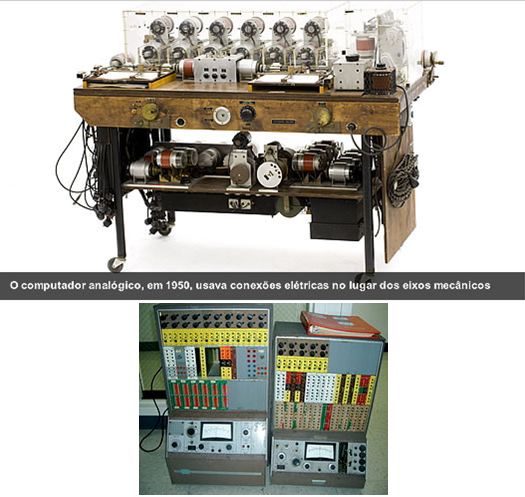 O computador analógico, em 1950, usava conexões elétricas no lugar dos eixos mecânicos